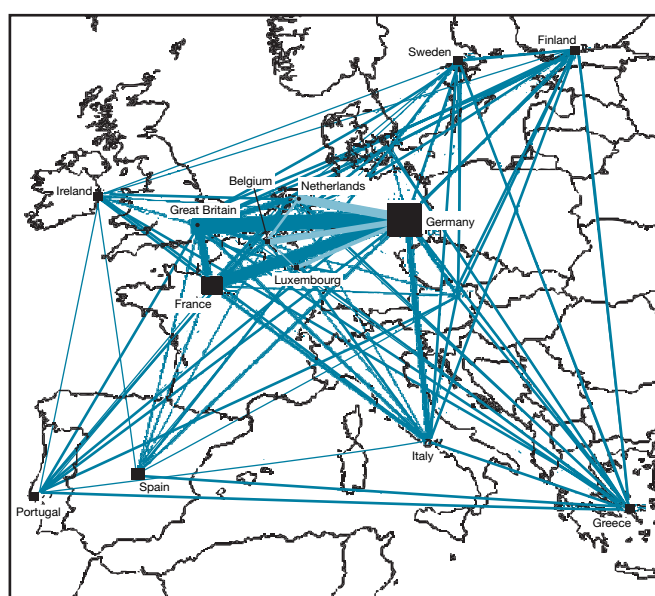 Finland
Sweden
Belgium
Netherlands
Ireland
Great Britain
Germany
Luxembourg
France
Italy
Spain
Portugal
Greece